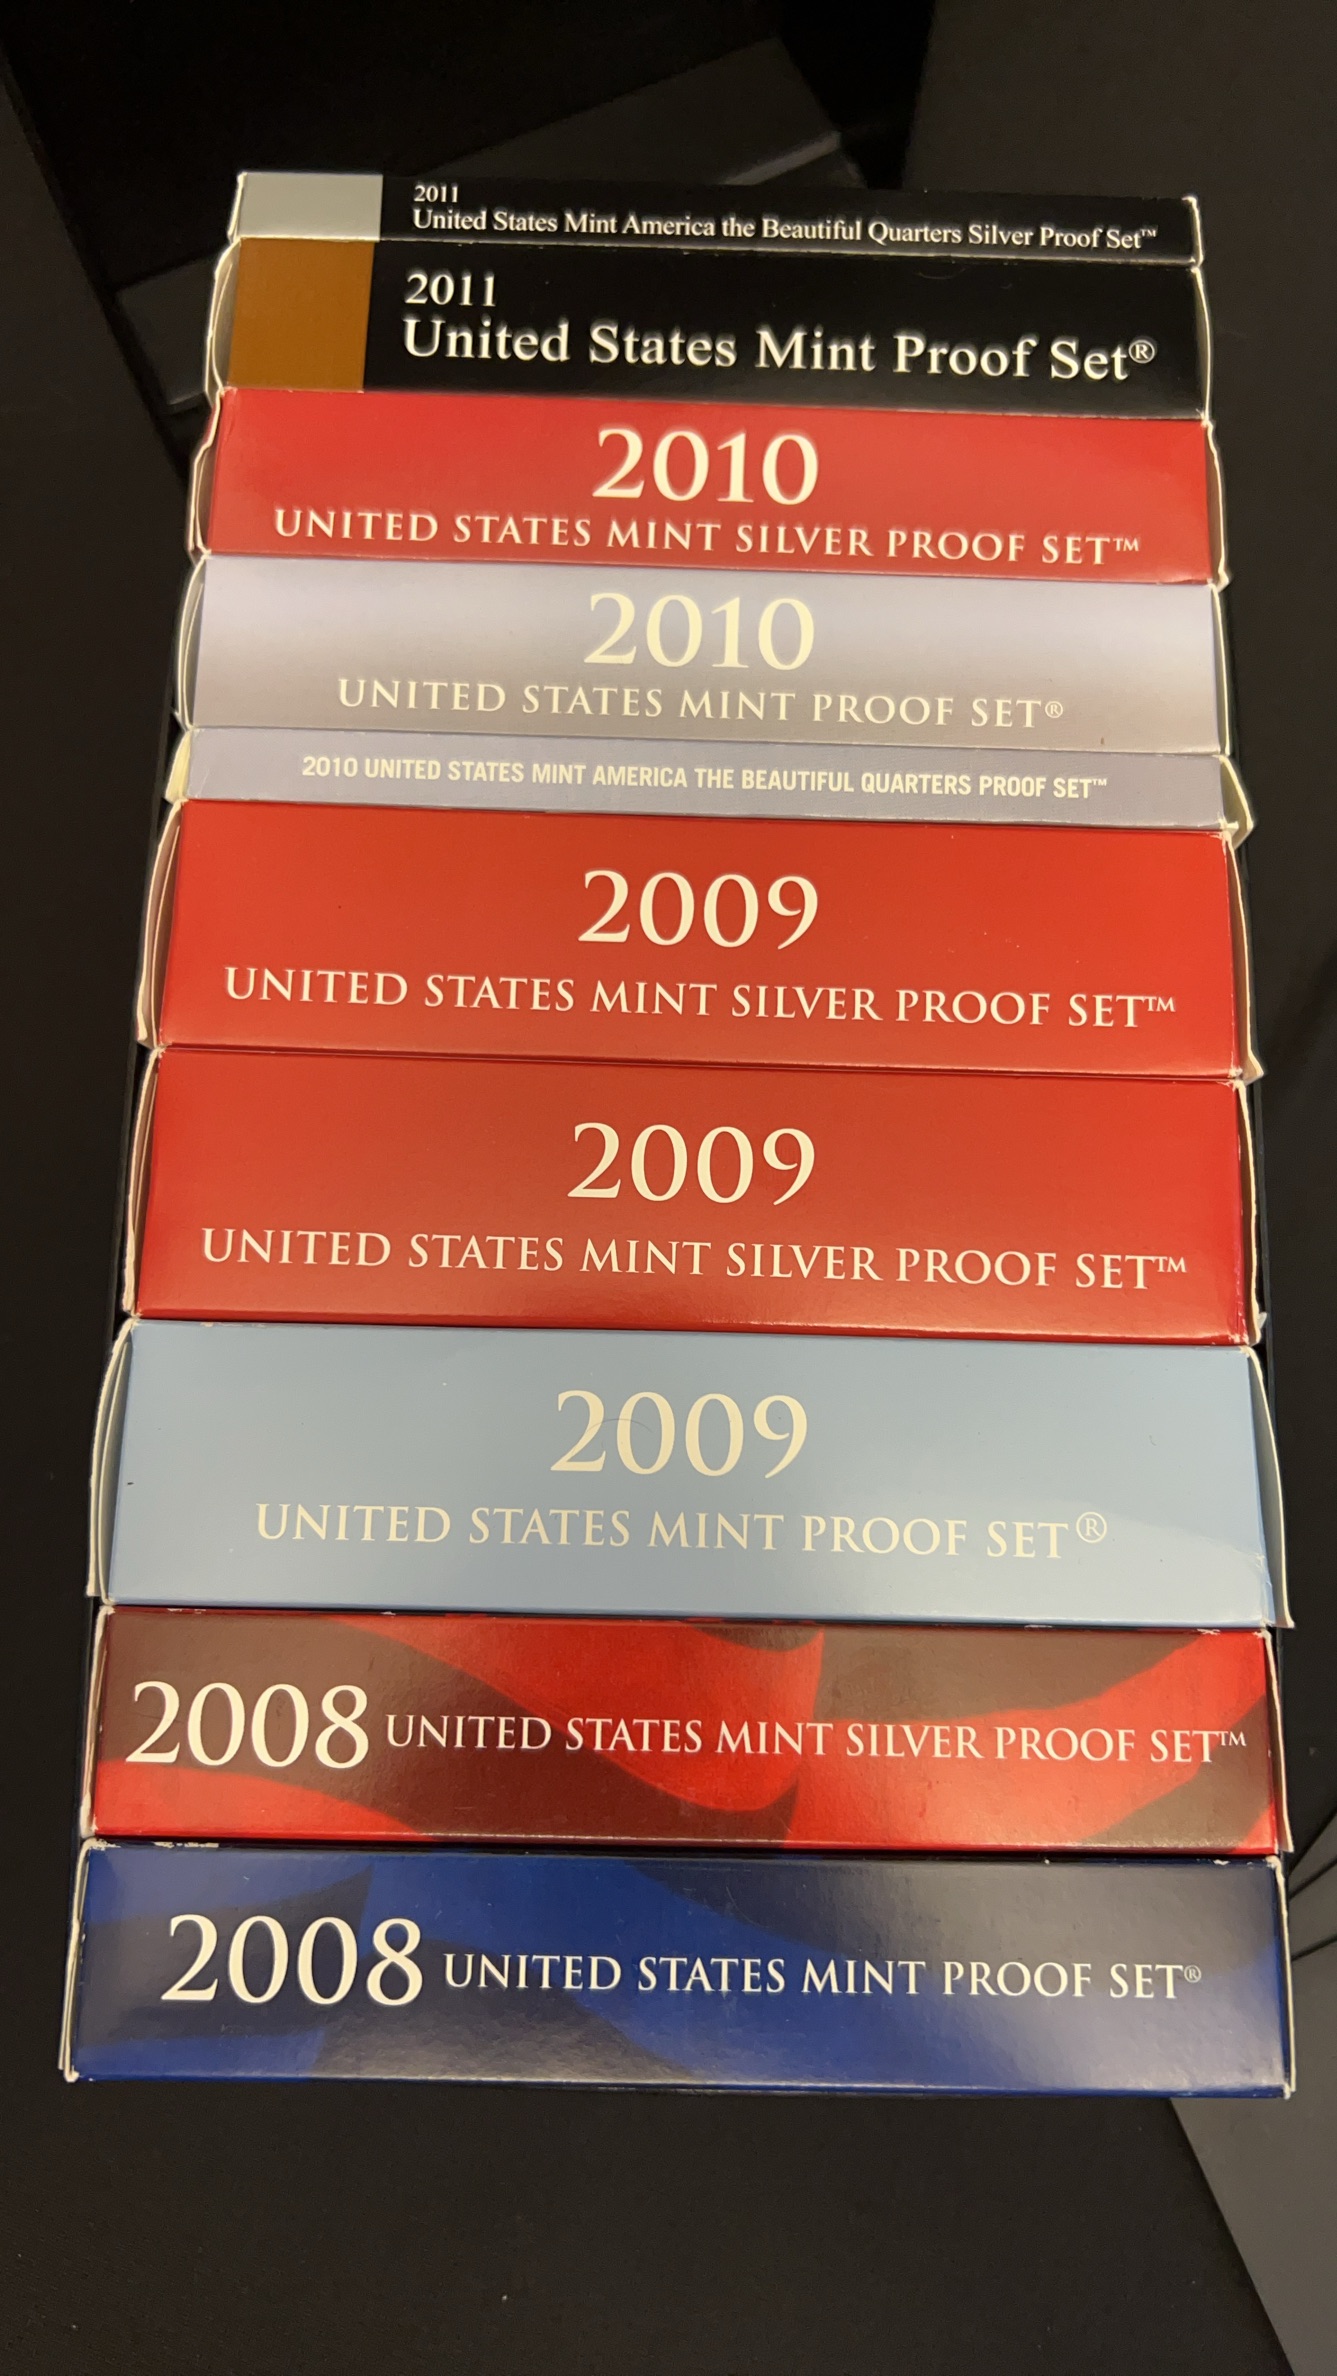 2011
United States Mint America the Beautiful Quarters Silver Proof Set™
2011
United States Mint Proof Set®
2010
UNITED STATES MINT SILVER PROOF SET™
2010
UNITED STATES MINT PROOF SET®
2010 UNITED STATES MINT AMERICA THE BEAUTIFUL QUARTERS PROOF SET™
2009
UNITED STATES MINT SILVER PROOF SET™
2009
UNITED STATES MINT SILVER PROOF SET™
2009
UNITED STATES MINT PROOF SET®
2008 UNITED STATES MINT SILVER PROOF SET™
2008 UNITED STATES MINT PROOF SET®